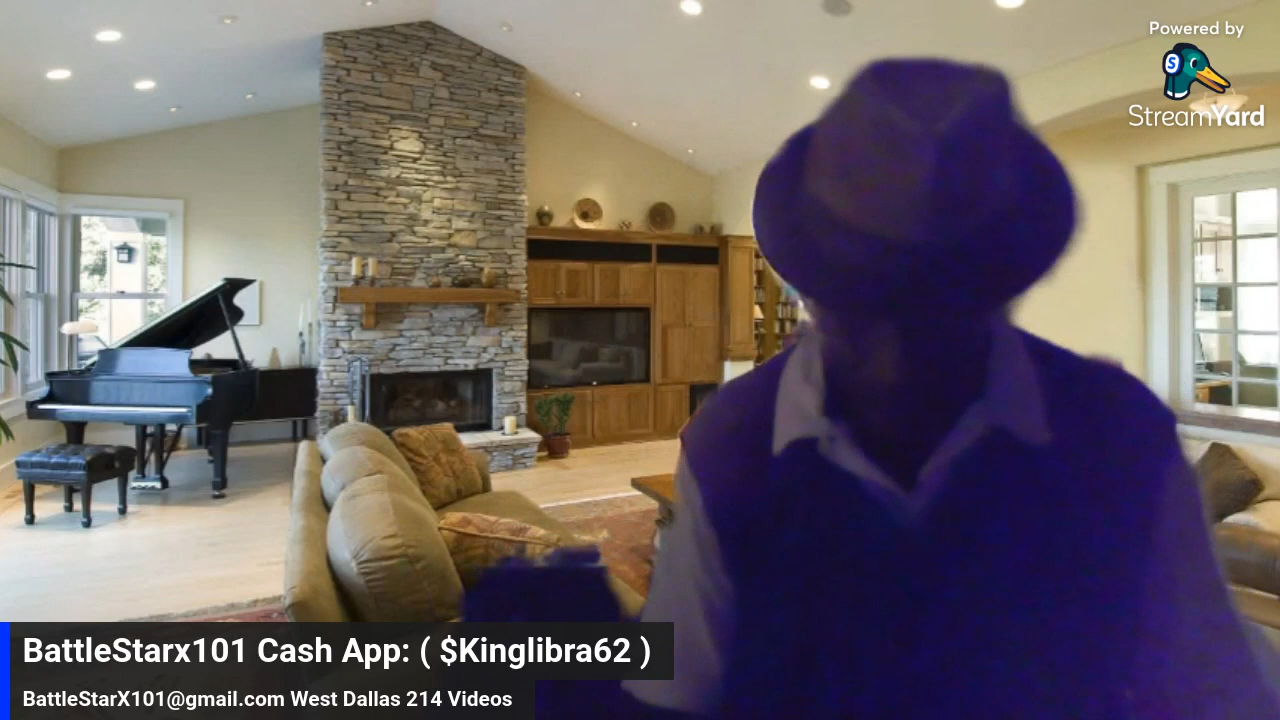 Powered by
StreamYard
BattleStarx101 Cash App: ( $Kinglibra62 )
BattleStarX101@gmail.com West Dallas 214 Videos